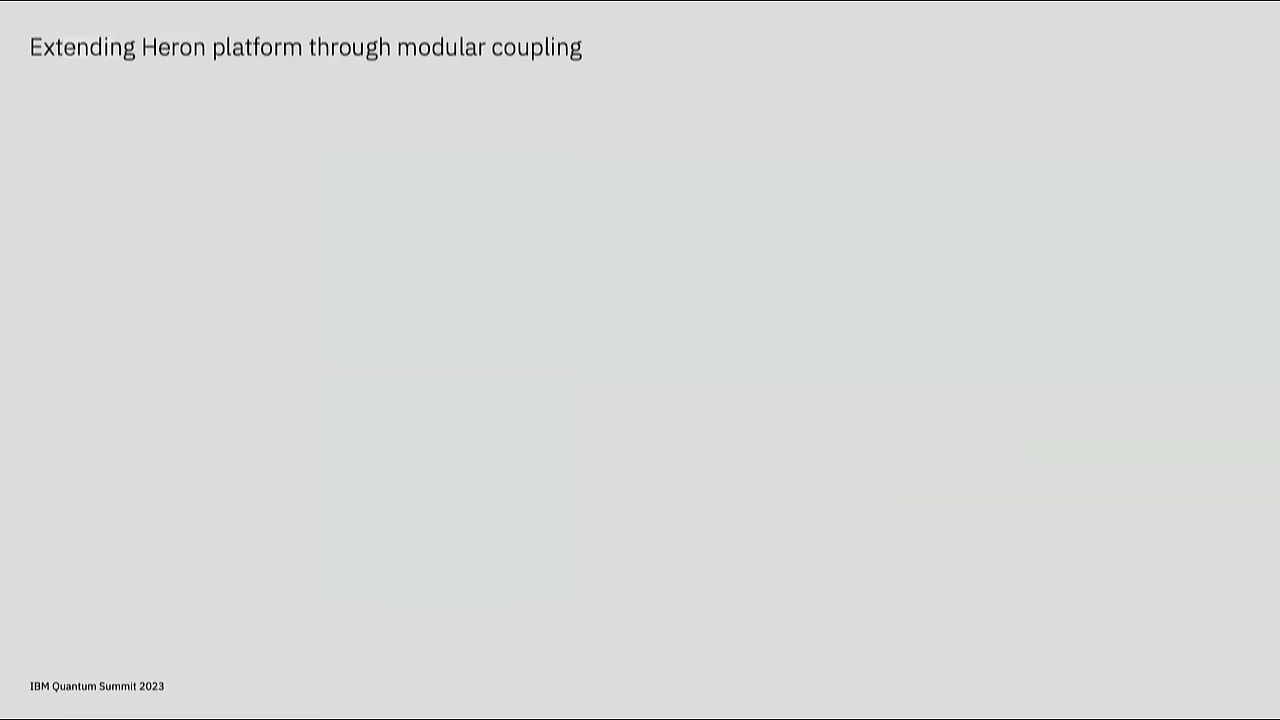 Extending Heron platform through modular coupling
IBM Quantum Summit 2023